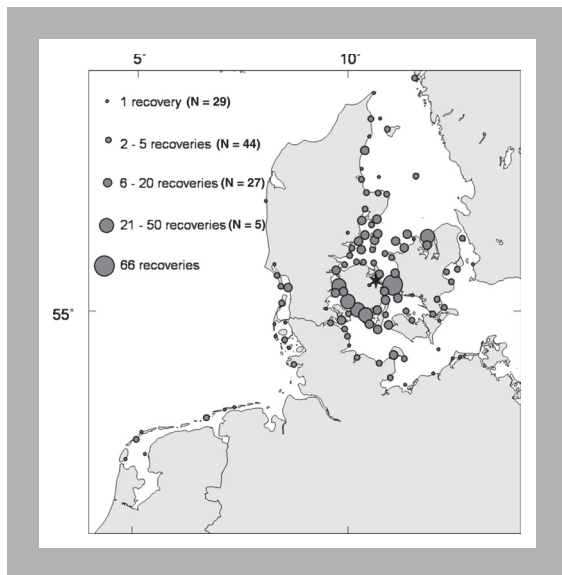 5° 10°
1 recovery (N = 29)
2 - 5 recoveries (N = 44)
6 - 20 recoveries (N = 27)
21 - 50 recoveries (N = 5)
66 recoveries
55°